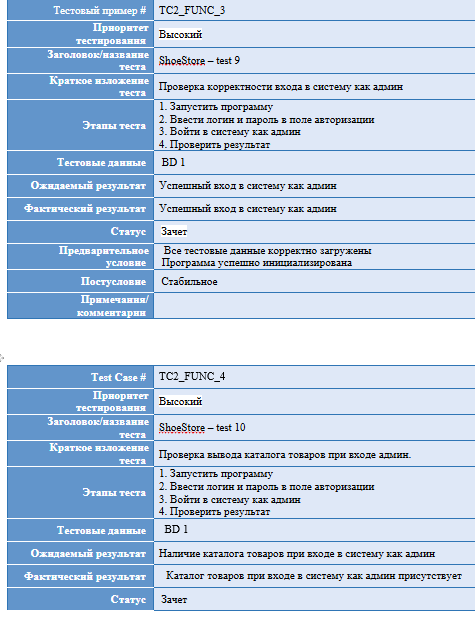 Тестовый пример # TC2_FUNC_3
Приоритет
тестирования
Высокий
Заголовок/название
теста
ShoeStore – test 9
Краткое изложение
теста
Проверка корректности входа в систему как админ
Этапы теста
1. Запустить программу
2. Ввести логин и пароль в поле авторизации
3. Войти в систему как админ
4. Проверить результат
Тестовые данные BD 1
Ожидаемый результат Успешный вход в систему как админ
Фактический результат Успешный вход в систему как админ
Статус Зачет
Предварительное
условие
Все тестовые данные корректно загружены
Программа успешно инициализирована
Постусловие Стабильное
Примечания/
комментарии
Test Case # TC2_FUNC_4
Приоритет
тестирования
Высокий
Заголовок/название
теста
ShoeStore – test 10
Краткое изложение
теста
Проверка вывода каталога товаров при входе админ.
Этапы теста
1. Запустить программу
2. Ввести логин и пароль в поле авторизации
3. Войти в систему как админ
4. Проверить результат
Тестовые данные BD 1
Ожидаемый результат Наличие каталога товаров при входе в систему как админ
Фактический результат Каталог товаров при входе в систему как админ присутствует
Статус Зачет